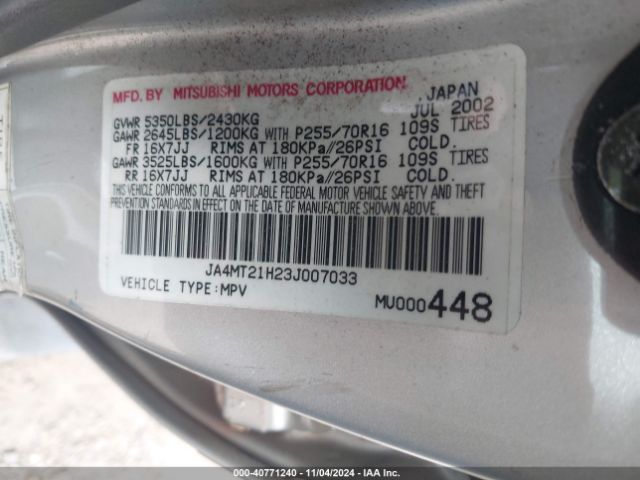 MFD. BY MITSUBISHI MOTORS CORPORATION JAPAN
GVWR 5350LBS/2430KG JUL 2002
GAWR 2645LBS/1200KG WITH P255/70R16 109S TIRES
FR 16X7JJ RIMS AT 180KPa//26PSI COLD.
GAWR 3525LBS/1600KG WITH P255/70R16 109S TIRES
RR 16X7JJ RIMS AT 180KPa//26PSI COLD.
THIS VEHICLE CONFORMS TO ALL APPLICABLE FEDERAL MOTOR VEHICLE SAFETY AND THEFT
PREVENTION STANDARDS IN EFFECT ON THE DATE OF MANUFACTURE SHOWN ABOVE.
JA4MT21H23J007033
VEHICLE TYPE:MPV
MU000448
Stock #: 000-40771240 | 11/04/2024 | IAA Inc.